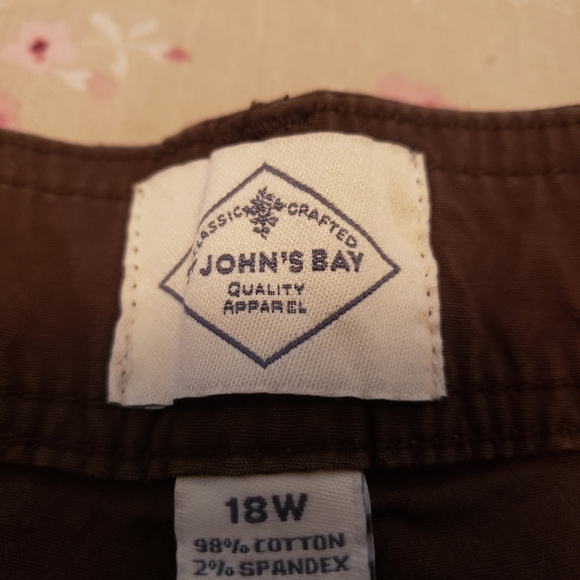 CLASSIC CRAFTED
JOHN'S BAY
QUALITY
APPAREL
18W
98% COTTON
2% SPANDEX